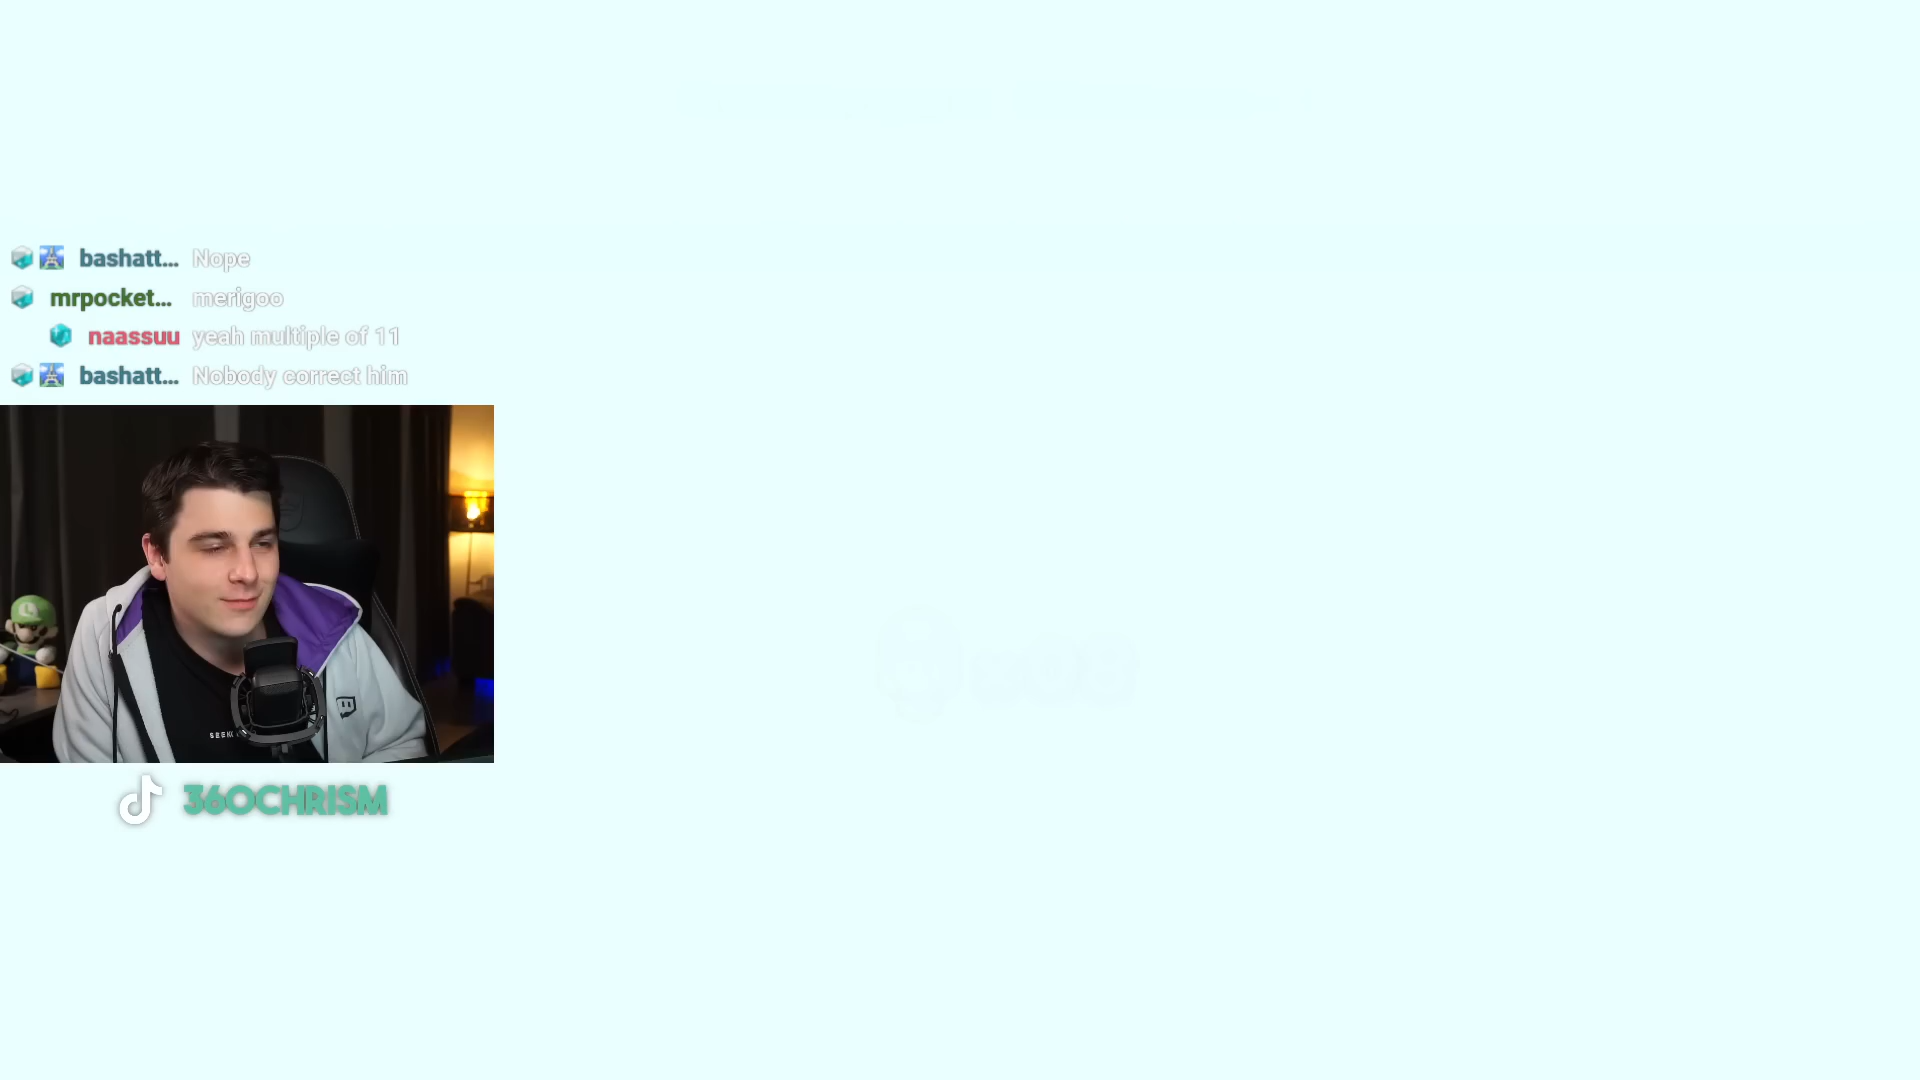 bashatt... Nope
mrpocket... merigoo
naassuu yeah multiple of 11
bashatt... Nobody correct him
360CHRISM